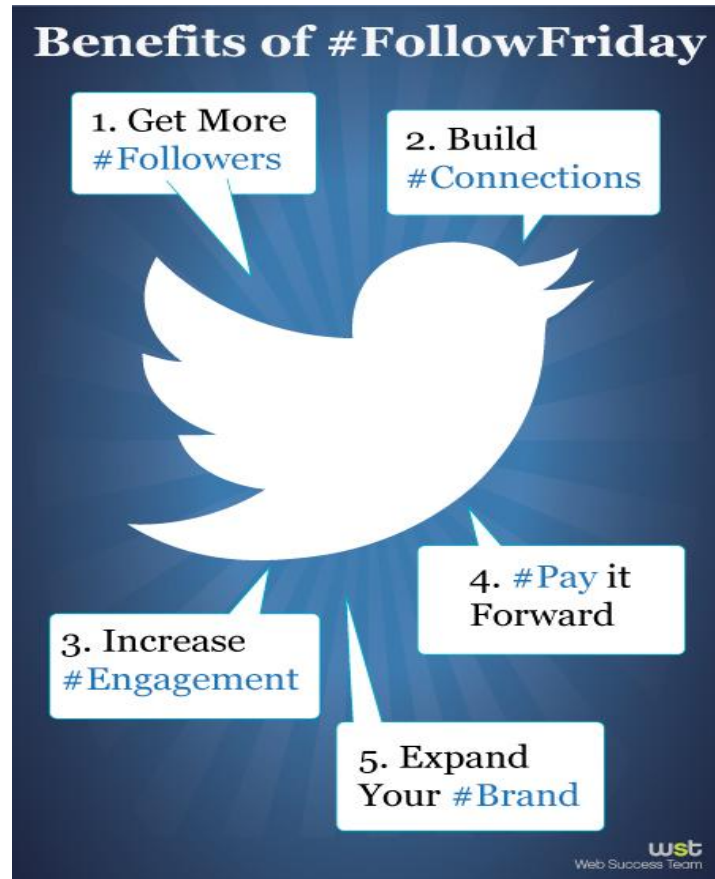 Benefits of #FollowFriday
1. Get More
#Followers
2. Build
#Connections
3. Increase
#Engagement
4. #Pay it
Forward
5. Expand
Your #Brand
wst
Web Success Team